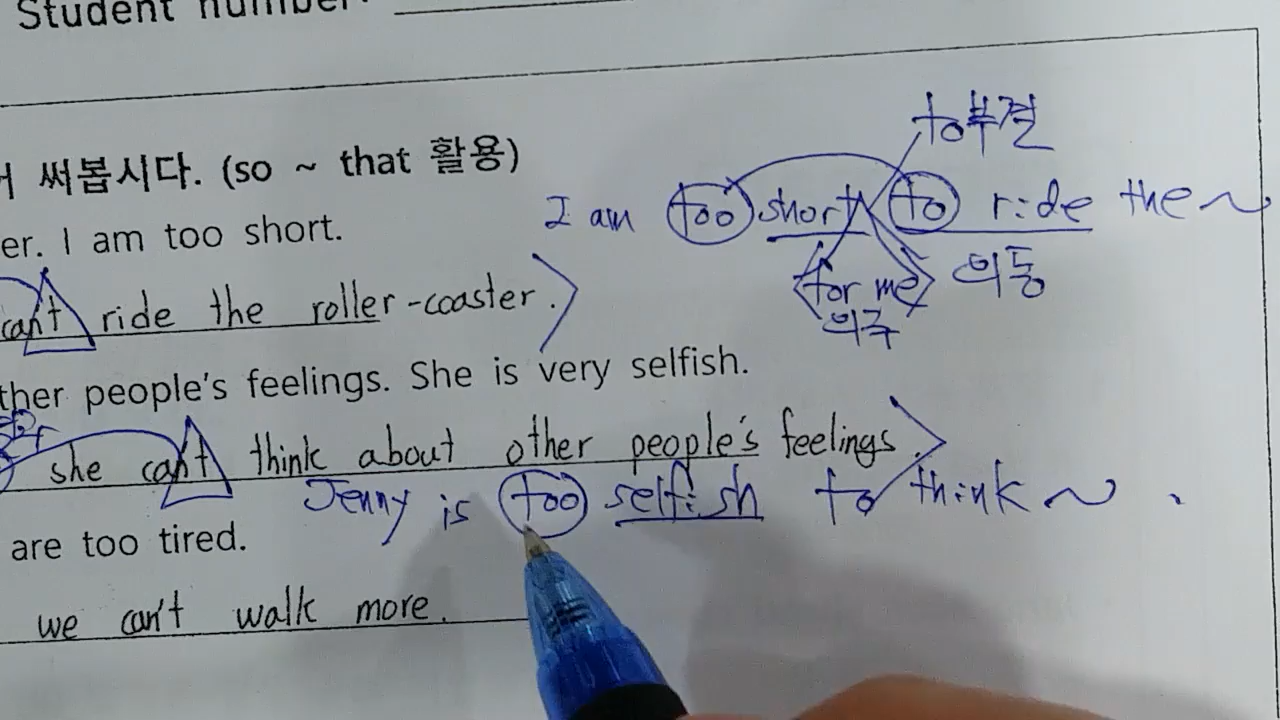 Student number:
써봅시다. (so ~ that 활용)
to부결
I am too short to ride the ~
er. I am too short.
for me 의동
의주
can't ride the roller-coaster.
ther people's feelings. She is very selfish.
she can't think about other people's feelings.
Jenny is too selfish to think ~ .
are too tired.
we can't walk more.